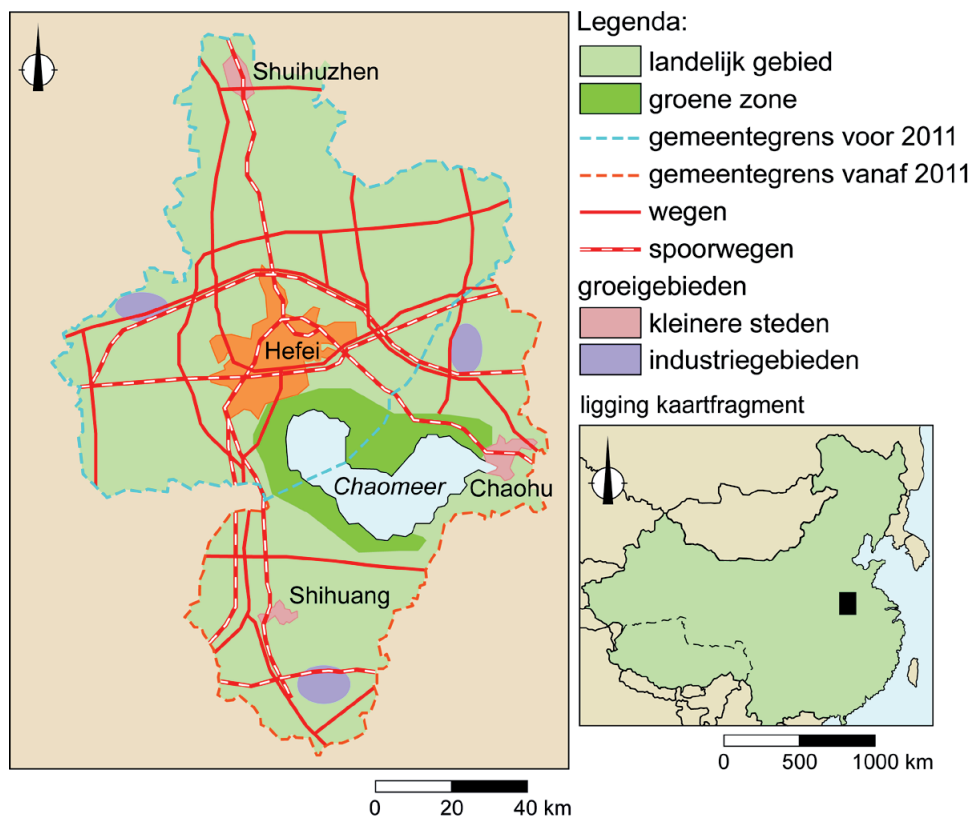 Shuihuzhen
Hefei
Chaomeer
Chaohu
Shihuang
0 20 40 km
Legenda:
landelijk gebied
groene zone
gemeentegrens voor 2011
gemeentegrens vanaf 2011
wegen
spoorwegen
groeigebieden
kleinere steden
industriegebieden
ligging kaartfragment
0 500 1000 km